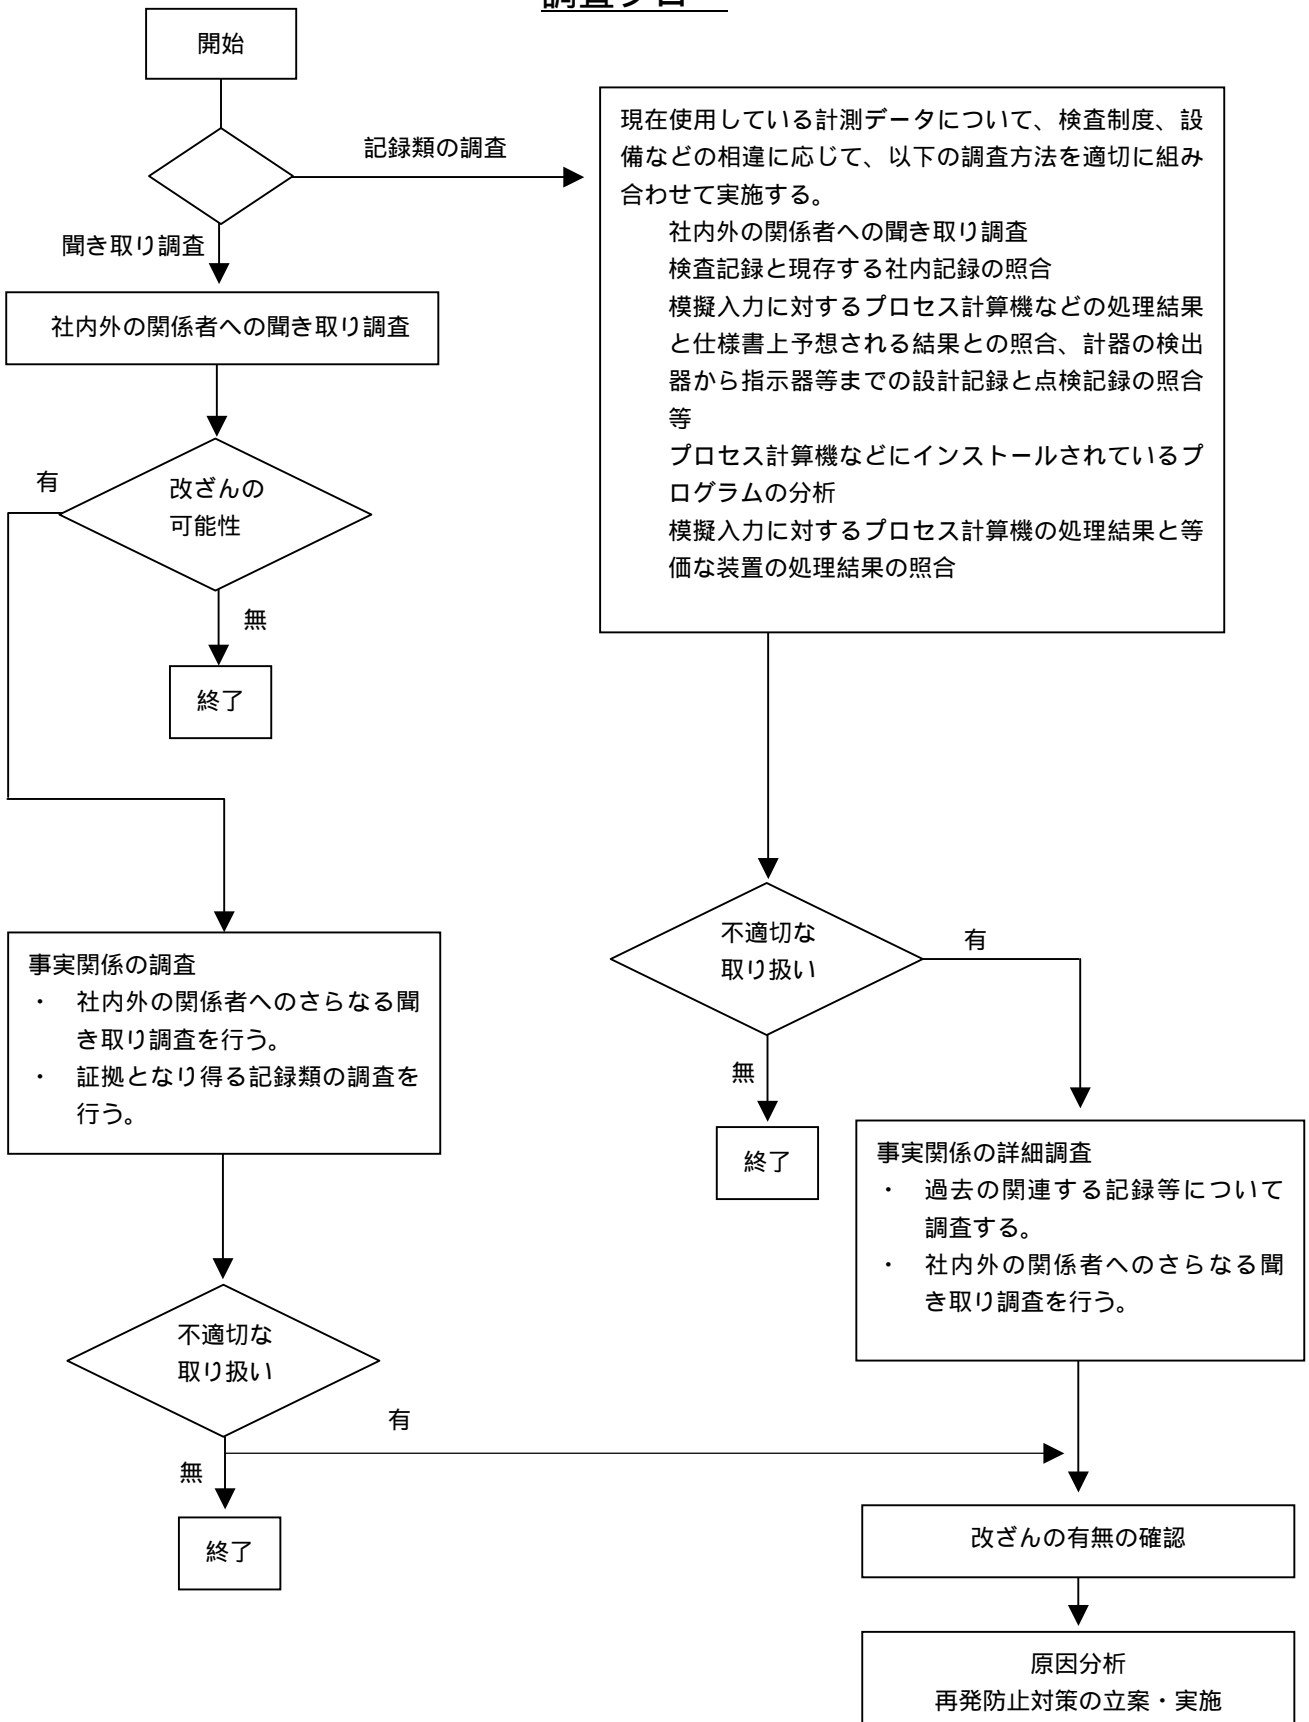 調査フロー
開始
記録類の調査
聞き取り調査
社内外の関係者への聞き取り調査
改ざんの
可能性
有
無
終了
事実関係の調査
・ 社内外の関係者へのさらなる聞
き取り調査を行う。
・ 証拠となり得る記録類の調査を
行う。
不適切な
取り扱い
有
無
終了
現在使用している計測データについて、検査制度、設
備などの相違に応じて、以下の調査方法を適切に組み
合わせて実施する。
社内外の関係者への聞き取り調査
検査記録と現存する社内記録の照合
模擬入力に対するプロセス計算機などの処理結果
と仕様書上予想される結果との照合、計器の検出
器から指示器等までの設計記録と点検記録の照合
等
プロセス計算機などにインストールされているプ
ログラムの分析
模擬入力に対するプロセス計算機の処理結果と等
価な装置の処理結果の照合
不適切な
取り扱い
有
無
終了
事実関係の詳細調査
・ 過去の関連する記録等について
調査する。
・ 社内外の関係者へのさらなる聞
き取り調査を行う。
改ざんの有無の確認
原因分析
再発防止対策の立案・実施